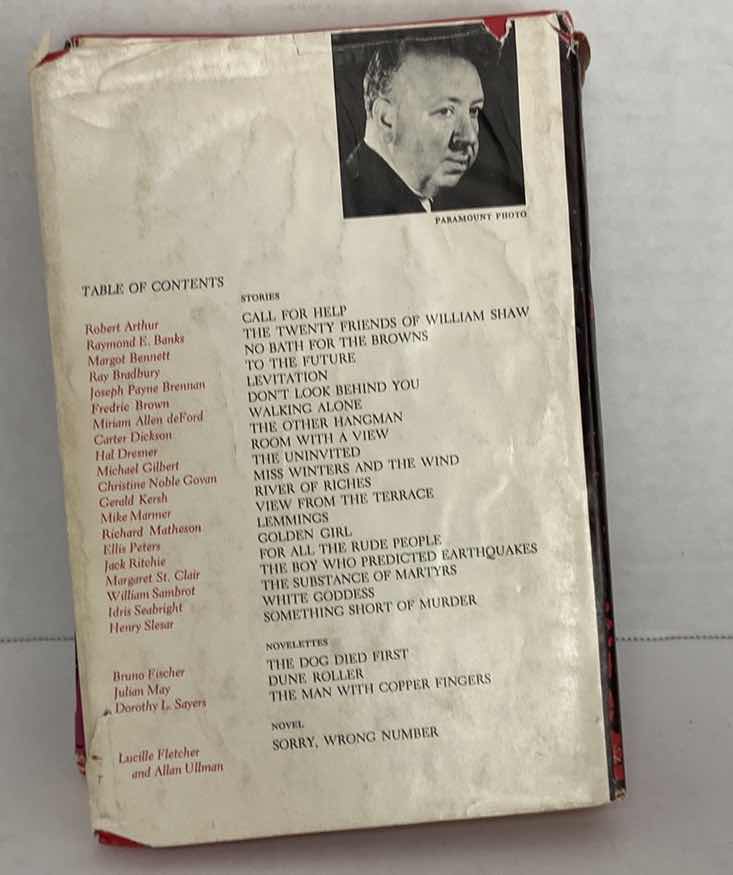 PARAMOUNT PHOTO
TABLE OF CONTENTS
STORIES
Robert Arthur CALL FOR HELP
Raymond E. Banks THE TWENTY FRIENDS OF WILLIAM SHAW
Margot Bennett NO BATH FOR THE BROWNS
Ray Bradbury TO THE FUTURE
Joseph Payne Brennan LEVITATION
Fredric Brown DON'T LOOK BEHIND YOU
Miriam Allen deFord WALKING ALONE
Carter Dickson THE OTHER HANGMAN
Hal Dresner ROOM WITH A VIEW
Michael Gilbert THE UNINVITED
Christine Noble Govan MISS WINTERS AND THE WIND
Gerald Kersh RIVER OF RICHES
Mike Marmer VIEW FROM THE TERRACE
Richard Matheson LEMMINGS
Ellis Peters GOLDEN GIRL
Jack Ritchie FOR ALL THE RUDE PEOPLE
Margaret St. Clair THE BOY WHO PREDICTED EARTHQUAKES
William Sambrot THE SUBSTANCE OF MARTYRS
Idris Seabright WHITE GODDESS
Henry Slesar SOMETHING SHORT OF MURDER
NOVELETTES
Bruno Fischer THE DOG DIED FIRST
Julian May DUNE ROLLER
Dorothy L. Sayers THE MAN WITH COPPER FINGERS
NOVEL
Lucille Fletcher SORRY, WRONG NUMBER
and Allan Ullman